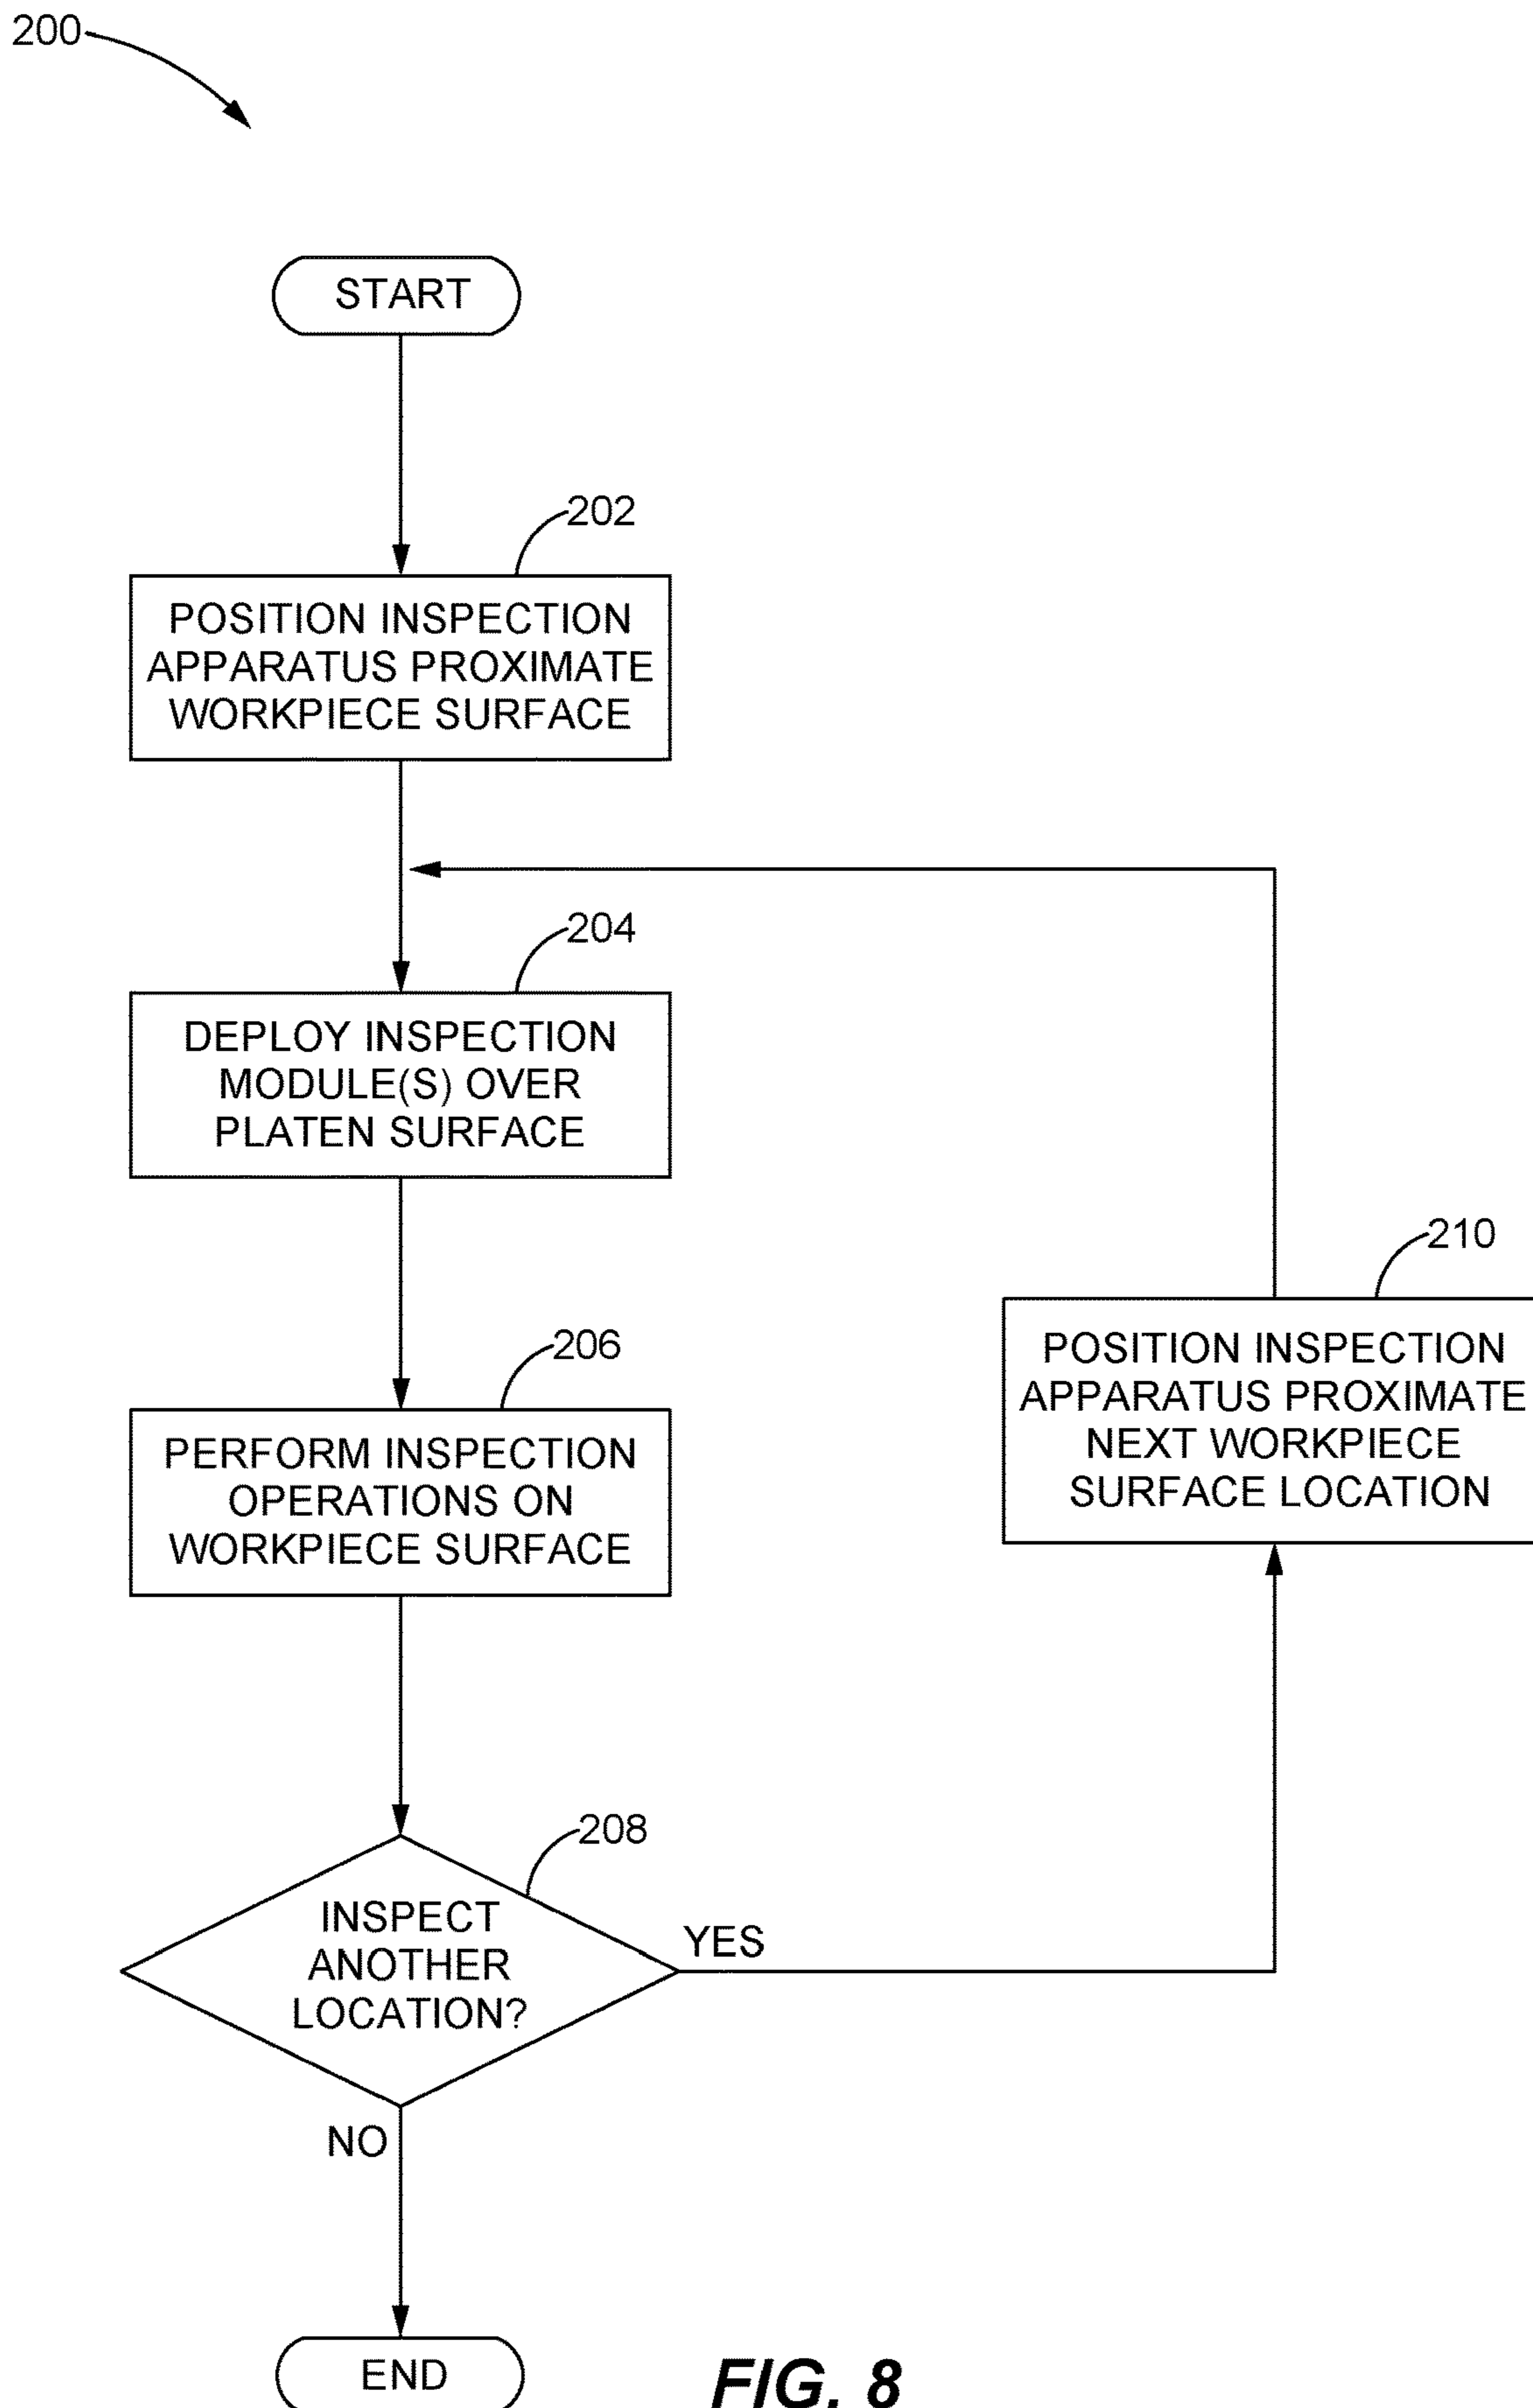 200
START
202
POSITION INSPECTION
APPARATUS PROXIMATE
WORKPIECE SURFACE
204
DEPLOY INSPECTION
MODULE(S) OVER
PLATEN SURFACE
206
PERFORM INSPECTION
OPERATIONS ON
WORKPIECE SURFACE
208
INSPECT
ANOTHER
LOCATION?
YES
210
POSITION INSPECTION
APPARATUS PROXIMATE
NEXT WORKPIECE
SURFACE LOCATION
NO
END
FIG. 8